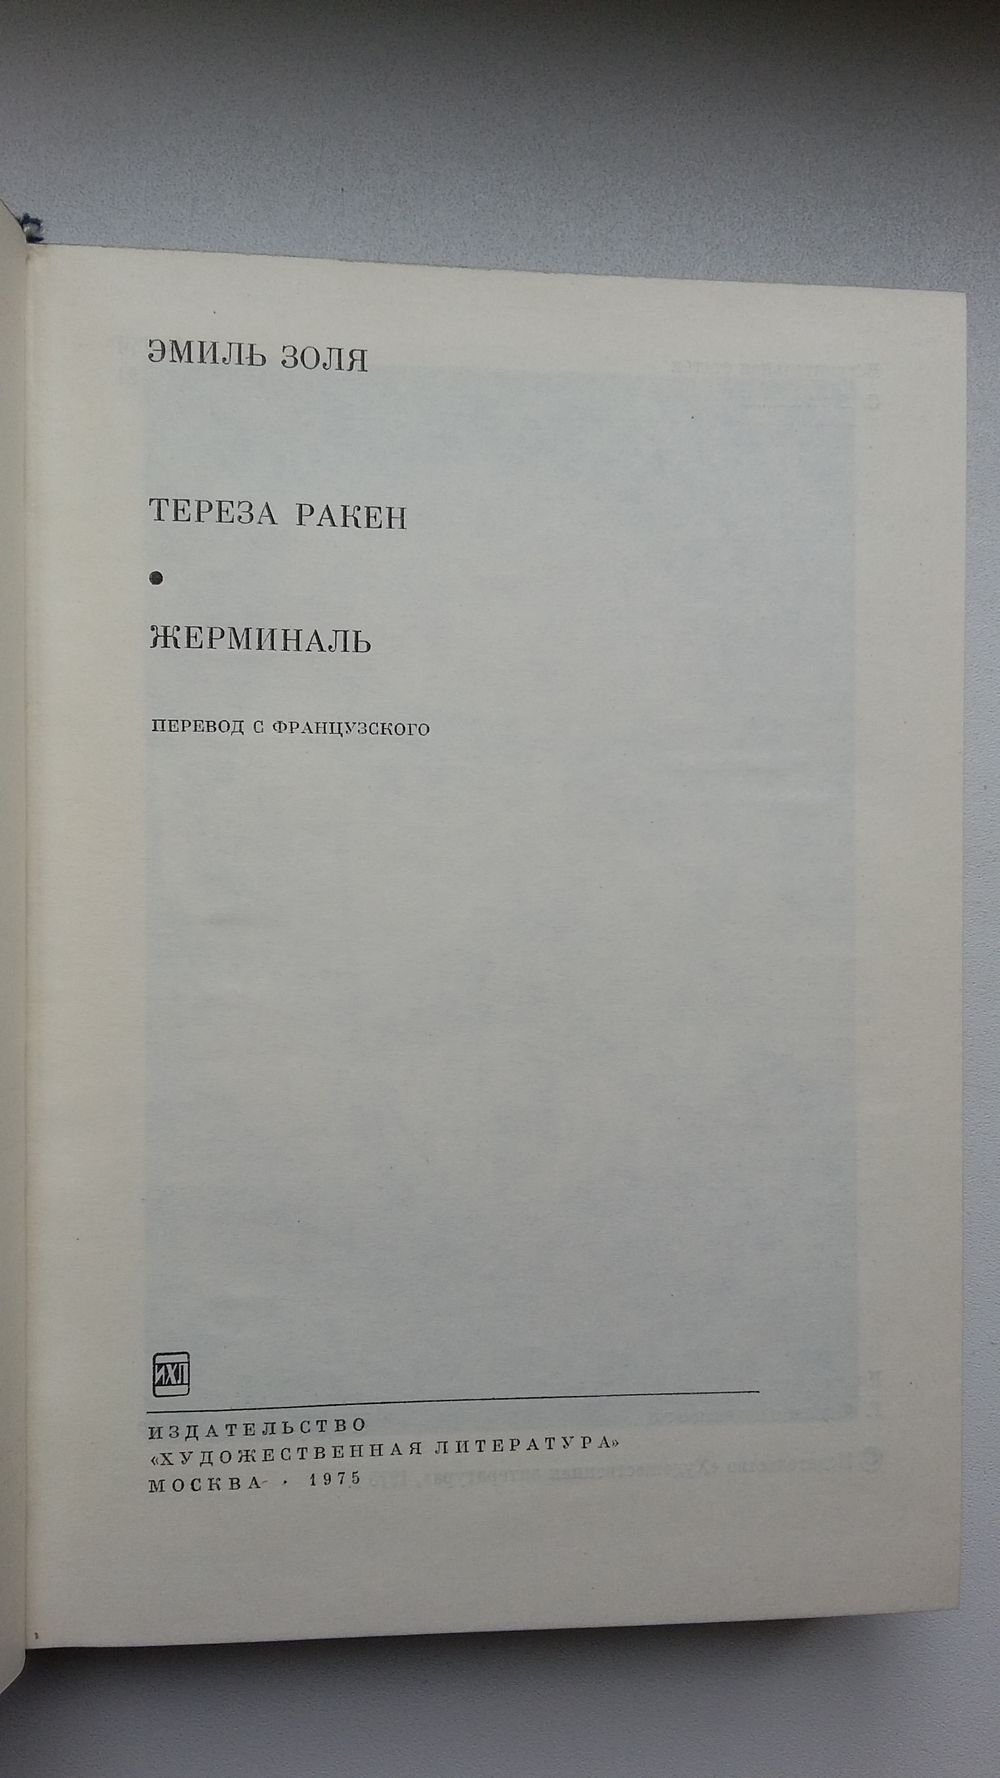 ЭМИЛЬ ЗОЛЯ
ТЕРЕЗА РАКЕН
•
ЖЕРМИНАЛЬ
ПЕРЕВОД С ФРАНЦУЗСКОГО
ИХЛ
ИЗДАТЕЛЬСТВО
«ХУДОЖЕСТВЕННАЯ ЛИТЕРАТУРА»
МОСКВА · 1975